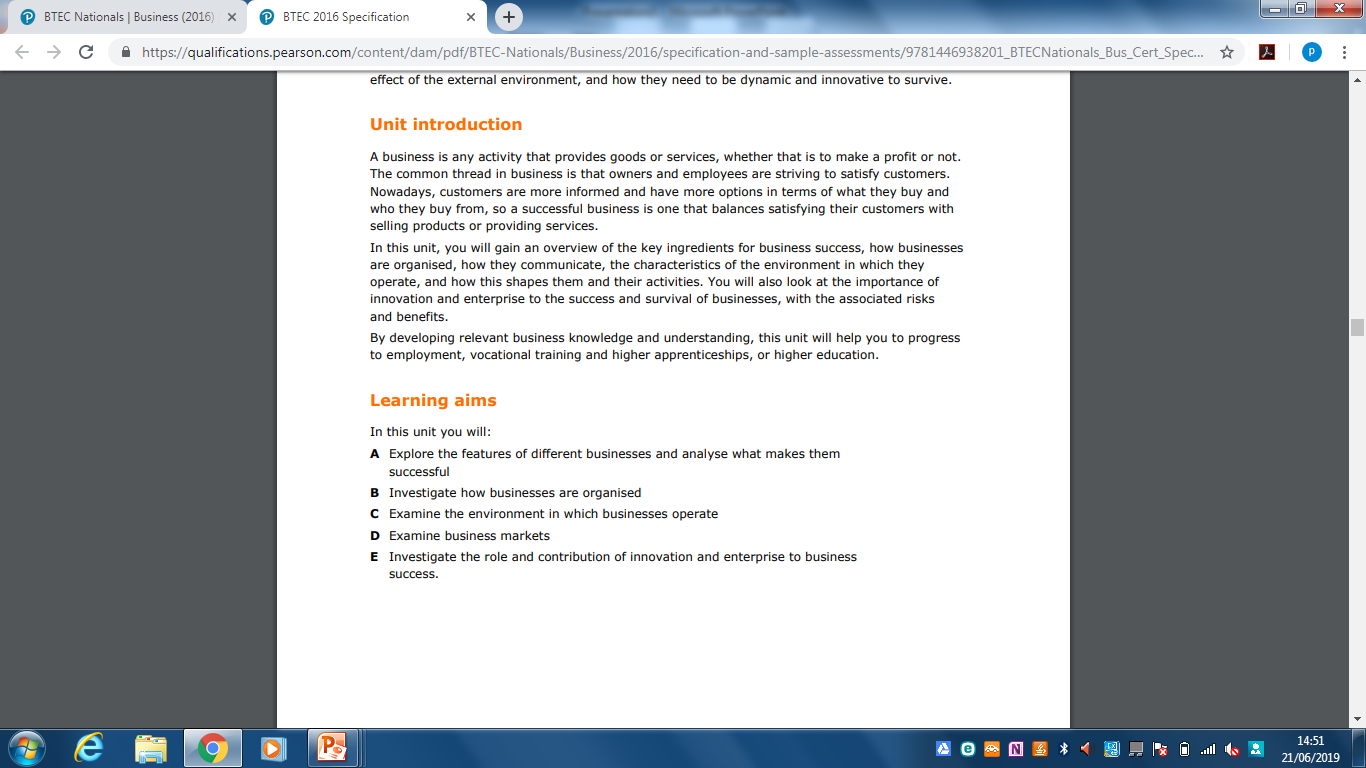 BTEC Nationals | Business (2016)
BTEC 2016 Specification
https://qualifications.pearson.com/content/dam/pdf/BTEC-Nationals/Business/2016/specification-and-sample-assessments/9781446938201_BTECNationals_Bus_Cert_Spec...
P
effect of the external environment, and how they need to be dynamic and innovative to survive.
Unit introduction
A business is any activity that provides goods or services, whether that is to make a profit or not.
The common thread in business is that owners and employees are striving to satisfy customers.
Nowadays, customers are more informed and have more options in terms of what they buy and
who they buy from, so a successful business is one that balances satisfying their customers with
selling products or providing services.
In this unit, you will gain an overview of the key ingredients for business success, how businesses
are organised, how they communicate, the characteristics of the environment in which they
operate, and how this shapes them and their activities. You will also look at the importance of
innovation and enterprise to the success and survival of businesses, with the associated risks
and benefits.
By developing relevant business knowledge and understanding, this unit will help you to progress
to employment, vocational training and higher apprenticeships, or higher education.
Learning aims
In this unit you will:
A Explore the features of different businesses and analyse what makes them
successful
B Investigate how businesses are organised
C Examine the environment in which businesses operate
D Examine business markets
E Investigate the role and contribution of innovation and enterprise to business
success.
14:51
21/06/2019